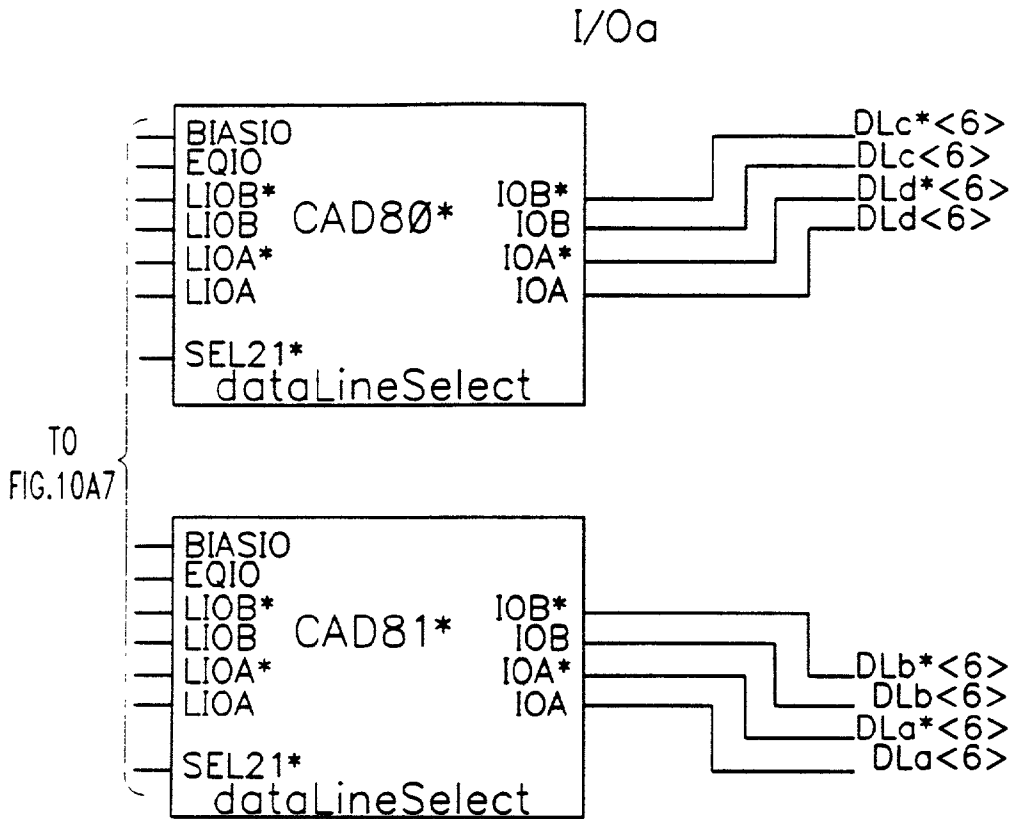 I/Oa
BIASIO
EQIO
LIOB*
LIOB
LIOA*
LIOA
SEL21*
CAD80*
dataLineSelect
IOB*
IOB
IOA*
IOA
DLc*<6>
DLc<6>
DLd*<6>
DLd<6>
TO
FIG.10A7
BIASIO
EQIO
LIOB*
LIOB
LIOA*
LIOA
SEL21*
CAD81*
dataLineSelect
IOB*
IOB
IOA*
IOA
DLb*<6>
DLb<6>
DLa*<6>
DLa<6>